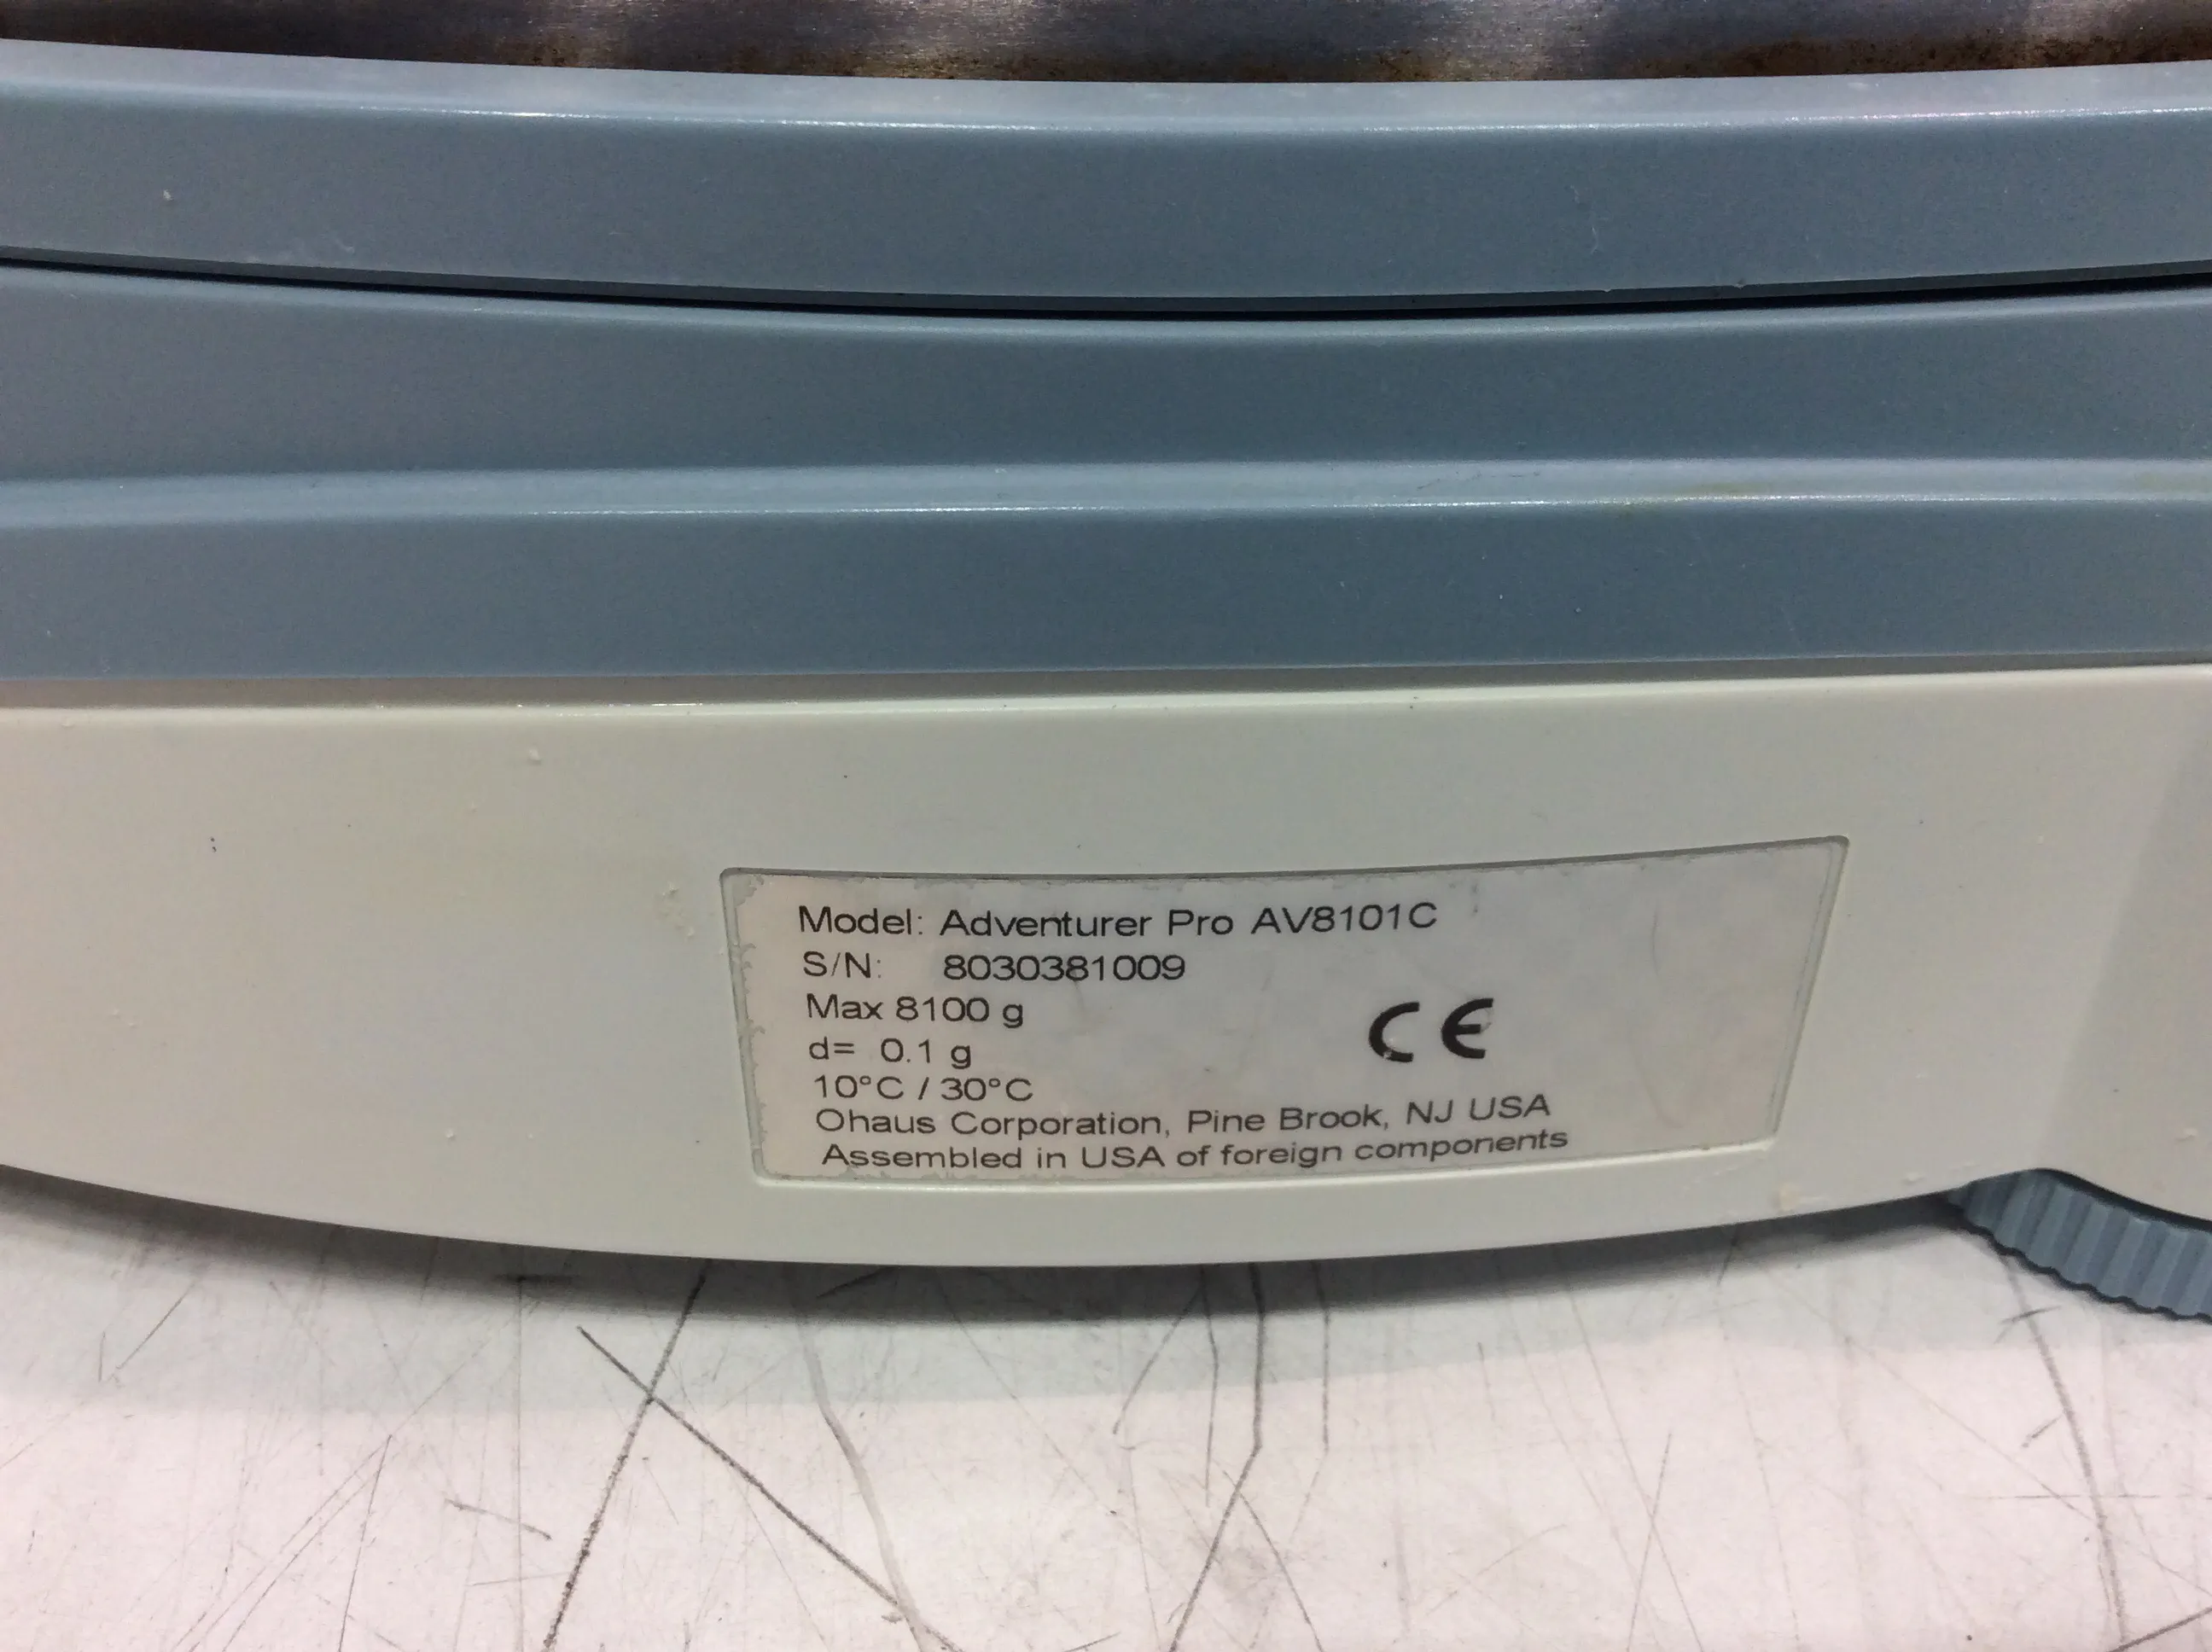 Model: Adventurer Pro AV8101C
S/N: 8030381009
Max 8100 g
d= 0.1 g
10°C / 30°C
CE
Ohaus Corporation, Pine Brook, NJ USA
Assembled in USA of foreign components